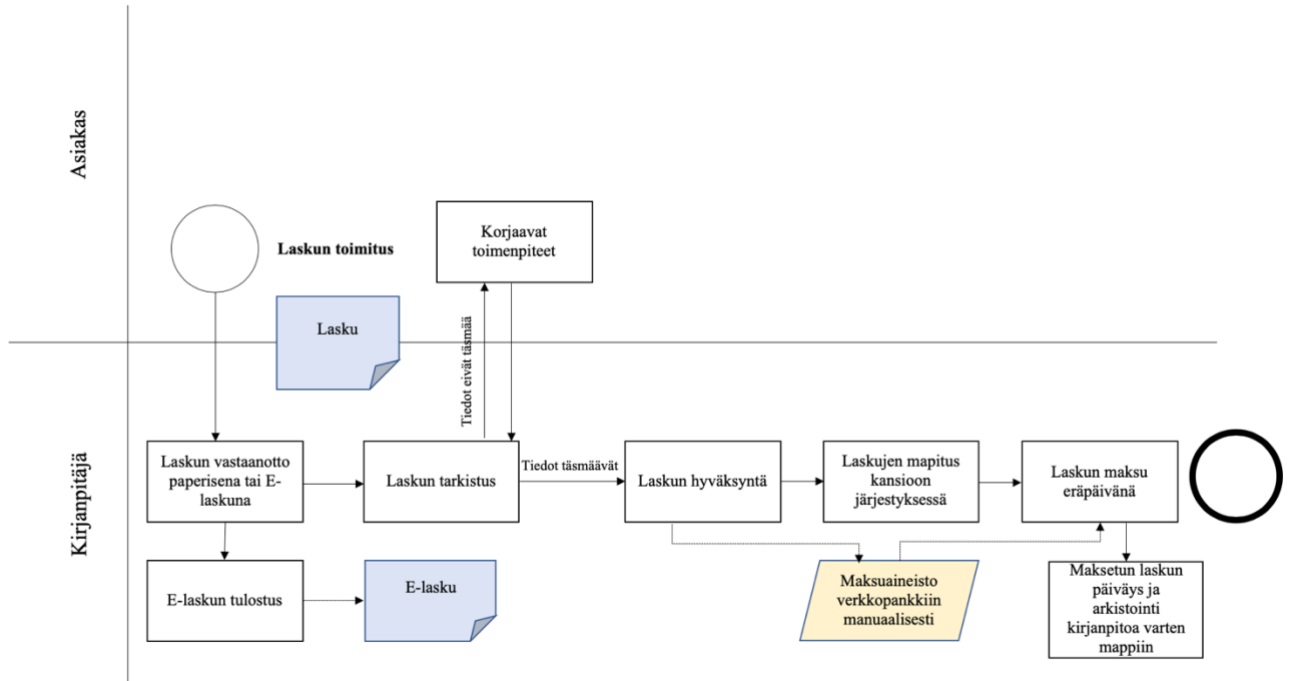 Asiakas
Laskun toimitus
Korjaavat
toimenpiteet
Lasku
Tiedot eivät täsmää
Kirjanpitäjä
Laskun vastaanotto
paperisena tai E-
laskuna
Laskun tarkistus
Tiedot täsmäävät
Laskun hyväksyntä
Laskujen mapitus
kansioon
järjestyksessä
Laskun maksu
eräpäivänä
E-laskun tulostus
E-lasku
Maksuaineisto
verkkopankkiin
manuaalisesti
Maksetun laskun
päiväys ja
arkistointi
kirjanpitoa varten
mappiin